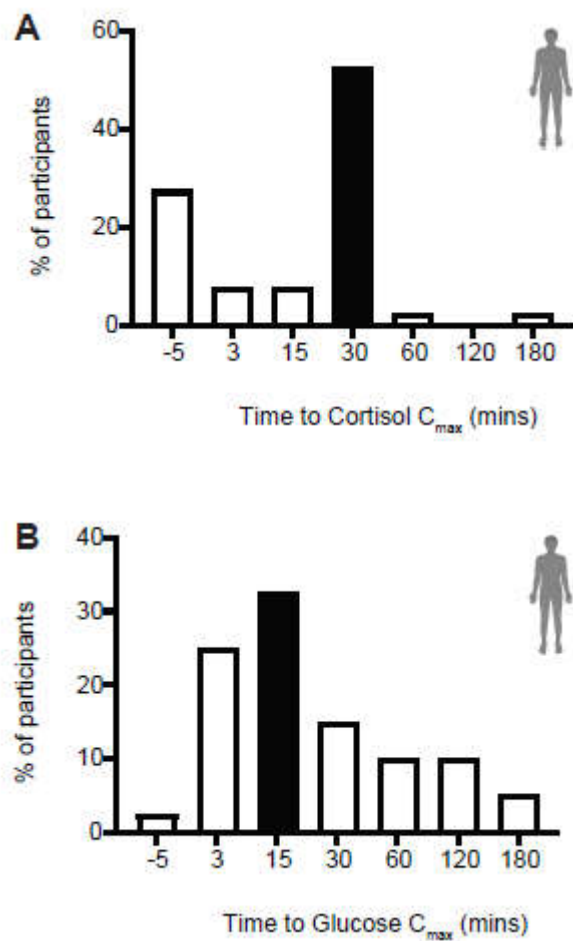 A
60
40
20
0
% of participants
-5 3 15 30 60 120 180
Time to Cortisol Cmax (mins)
B
40
30
20
10
0
% of participants
-5 3 15 30 60 120 180
Time to Glucose Cmax (mins)